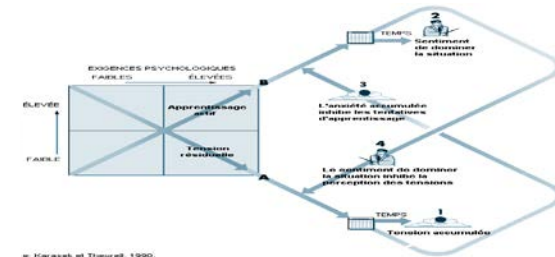 2
TEMPS
Sentiment
de dominer
la situation
EXIGENCES PSYCHOLOGIQUES
FAIBLES
ÉLEVÉES
B
3
ÉLEVÉE
Apprentissage
actif
L'anxiété accumulée
inhibe les tentatives
d'apprentissage
4
Tension
résiduelle
FAIBLE
Le sentiment de dominer
la situation inhibe la
perception des tensions
A
TEMPS
1
Tension accumulée
Karasek et Theorell, 1990.